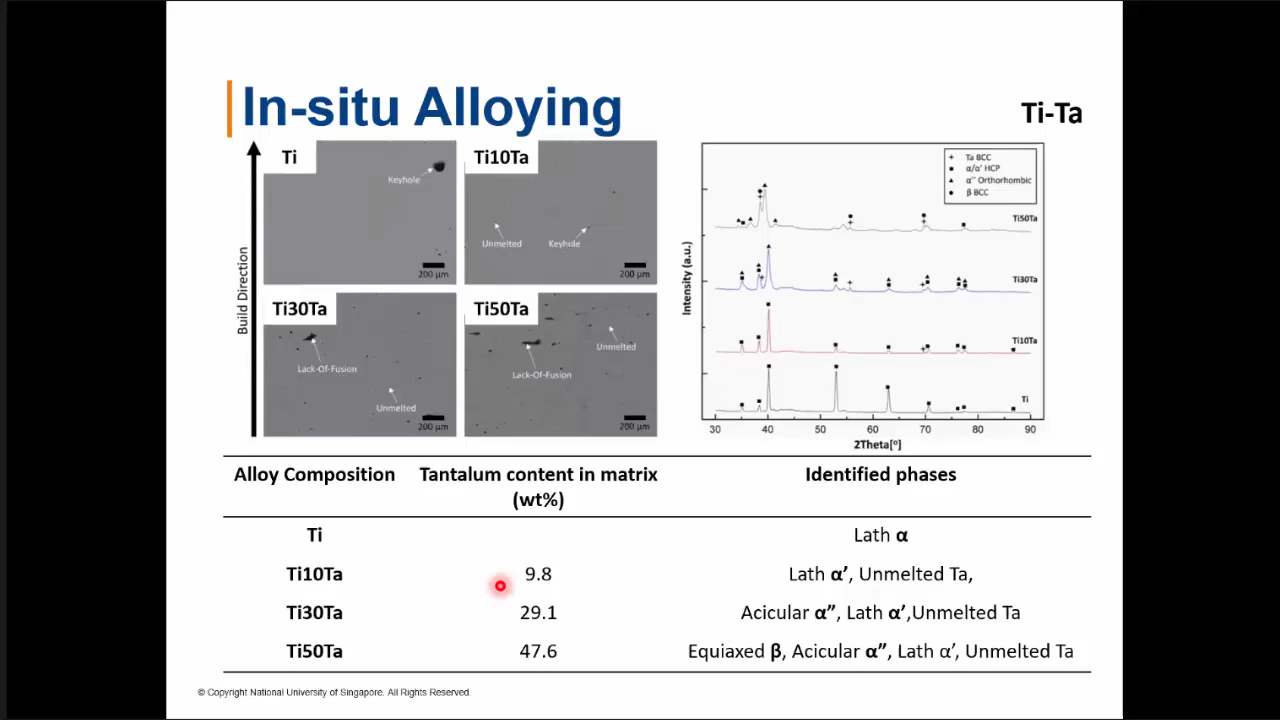 In-situ Alloying
Ti-Ta
Build Direction
Ti
Keyhole
200 μm
Ti10Ta
Unmelted
Keyhole
200 μm
Ti30Ta
Lack-Of-Fusion
Unmelted
200 μm
Ti50Ta
Unmelted
Lack-Of-Fusion
200 μm
Intensity (a.u.)
+ Ta BCC
■ α/α' HCP
▲ α'' Orthorhombic
● β BCC
Ti50Ta
Ti30Ta
Ti10Ta
Ti
30 40 50 60 70 80 90
2Theta[°]
Alloy Composition Tantalum content in matrix (wt%) Identified phases
Ti Lath α
Ti10Ta 9.8 Lath α’, Unmelted Ta,
Ti30Ta 29.1 Acicular α”, Lath α’,Unmelted Ta
Ti50Ta 47.6 Equiaxed β, Acicular α”, Lath α’, Unmelted Ta
© Copyright National University of Singapore. All Rights Reserved.